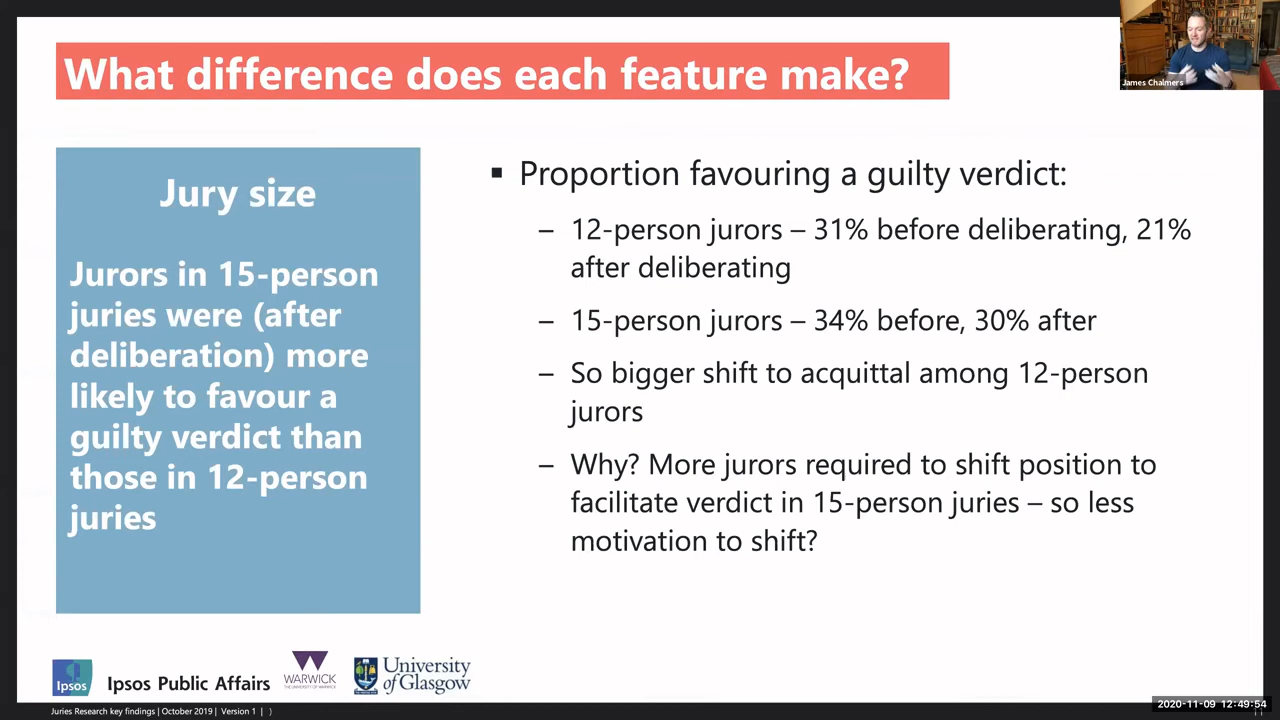 What difference does each feature make?
James Chalmers
Jury size
Jurors in 15-person
juries were (after
deliberation) more
likely to favour a
guilty verdict than
those in 12-person
juries
▪ Proportion favouring a guilty verdict:
– 12-person jurors – 31% before deliberating, 21%
after deliberating
– 15-person jurors – 34% before, 30% after
– So bigger shift to acquittal among 12-person
jurors
– Why? More jurors required to shift position to
facilitate verdict in 15-person juries – so less
motivation to shift?
Ipsos
Ipsos Public Affairs
WARWICK
THE UNIVERSITY OF WARWICK
University
of Glasgow
Juries Research key findings | October 2019 | Version 1 | )
2020-11-09 12:49:54